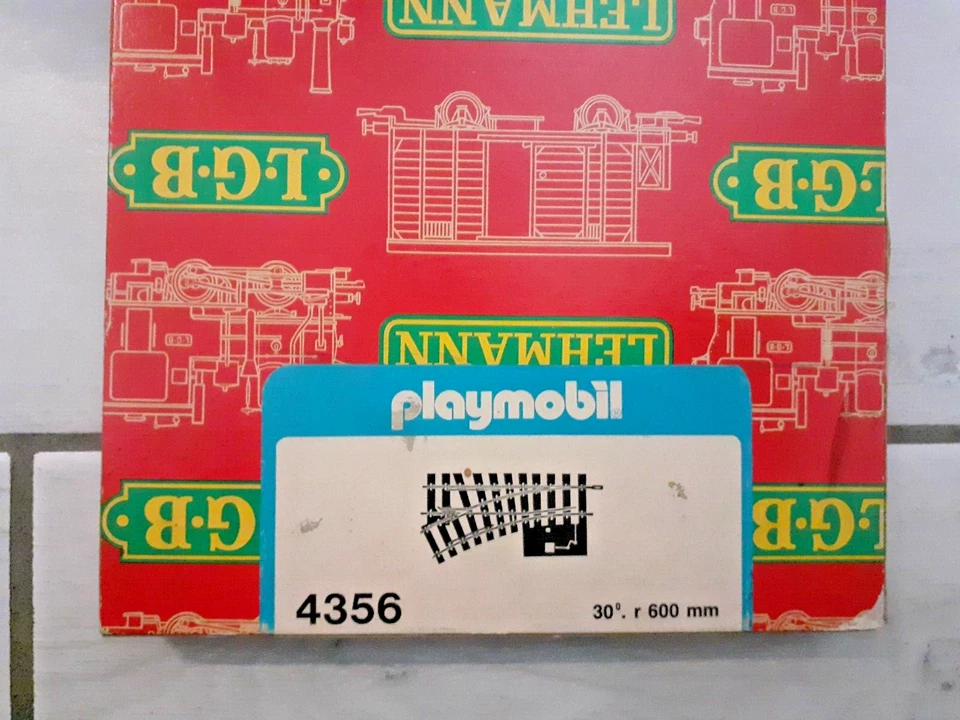 LEHMANN
L·G·B
L·G·B
LEHMANN
playmobil
L·G·B
L·G·B
4356
30°. r 600 mm